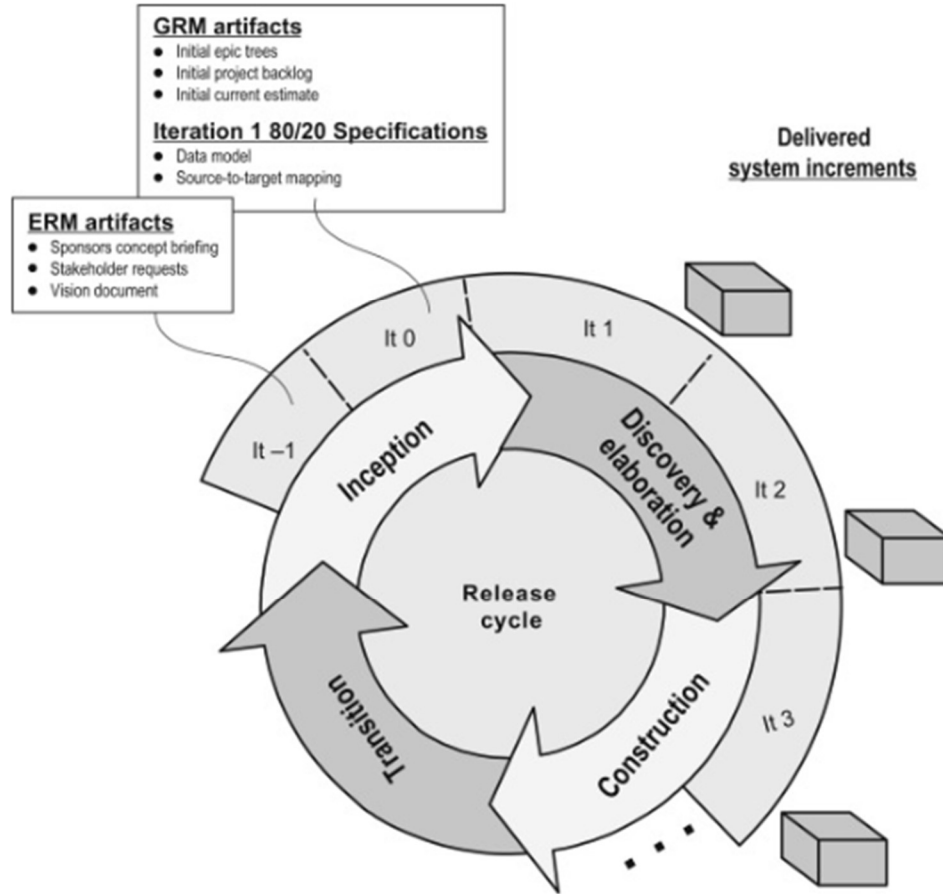 GRM artifacts
● Initial epic trees
● Initial project backlog
● Initial current estimate
Iteration 1 80/20 Specifications
● Data model
● Source-to-target mapping
ERM artifacts
● Sponsors concept briefing
● Stakeholder requests
● Vision document
Delivered
system increments
It –1
It 0
It 1
It 2
It 3
Inception
Discovery &
elaboration
Construction
Transition
Release
cycle